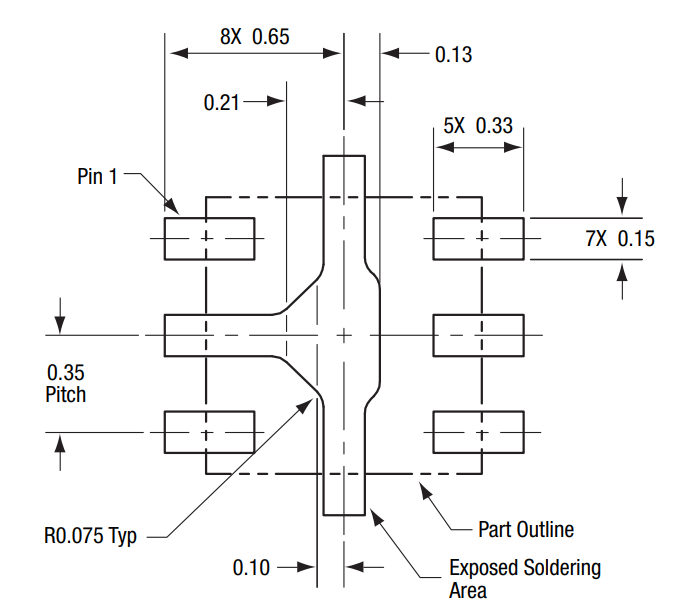 8X 0.65
0.13
0.21
5X 0.33
Pin 1
7X 0.15
0.35
Pitch
R0.075 Typ
Part Outline
0.10
Exposed Soldering
Area